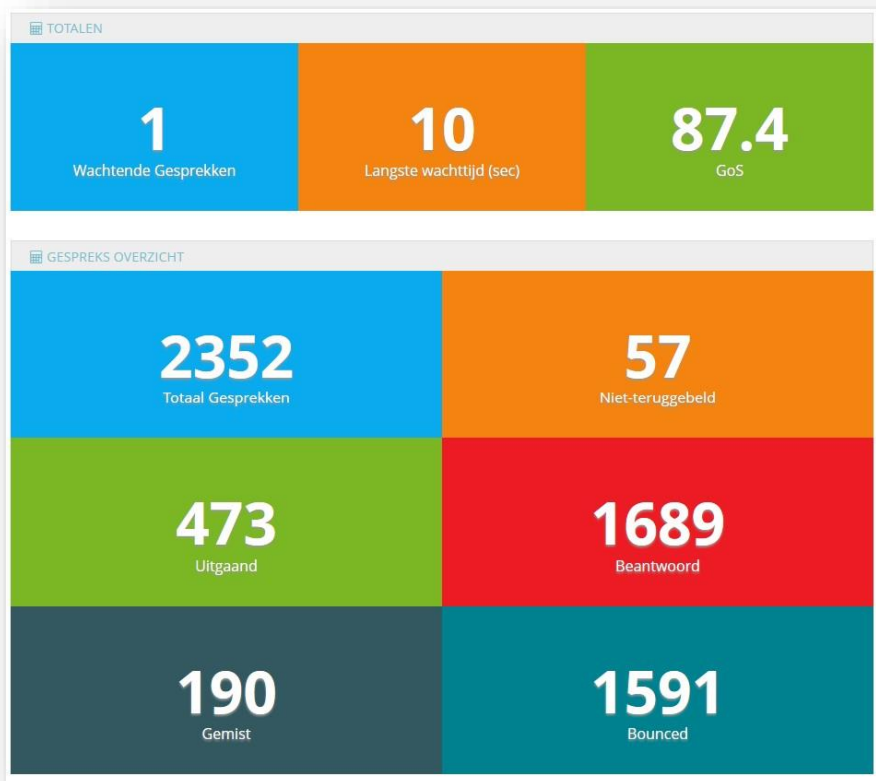 TOTALEN
1
Wachtende Gesprekken
10
Langste wachttijd (sec)
87.4
GoS
GESPREKS OVERZICHT
2352
Totaal Gesprekken
57
Niet-teruggebeld
473
Uitgaand
1689
Beantwoord
190
Gemist
1591
Bounced